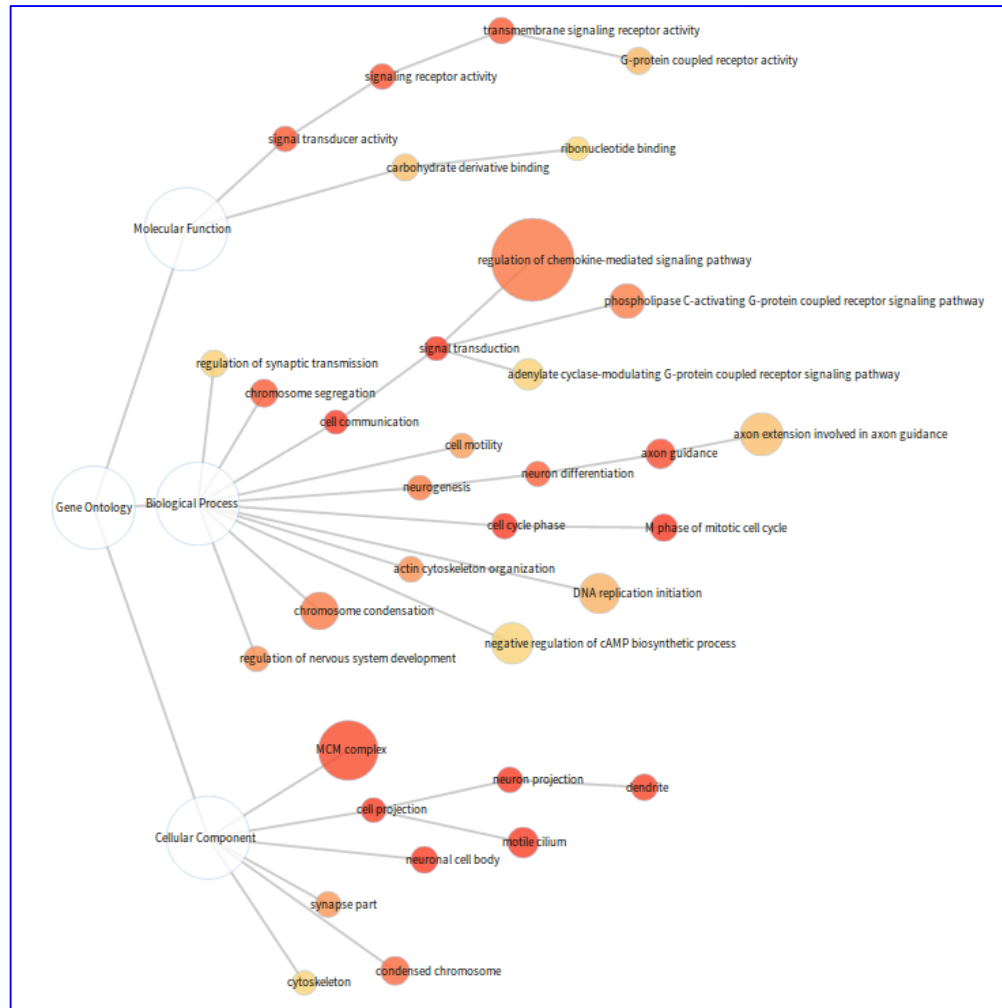 transmembrane signaling receptor activity
G-protein coupled receptor activity
signaling receptor activity
signal transducer activity
ribonucleotide binding
carbohydrate derivative binding
Molecular Function
regulation of chemokine-mediated signaling pathway
phospholipase C-activating G-protein coupled receptor signaling pathway
signal transduction
regulation of synaptic transmission
adenylate cyclase-modulating G-protein coupled receptor signaling pathway
chromosome segregation
cell communication
axon extension involved in axon guidance
cell motility
axon guidance
neuron differentiation
neurogenesis
Gene Ontology
Biological Process
cell cycle phase
M phase of mitotic cell cycle
actin cytoskeleton organization
DNA replication initiation
chromosome condensation
negative regulation of cAMP biosynthetic process
regulation of nervous system development
MCM complex
neuron projection
dendrite
cell projection
Cellular Component
motile cilium
neuronal cell body
synapse part
condensed chromosome
cytoskeleton